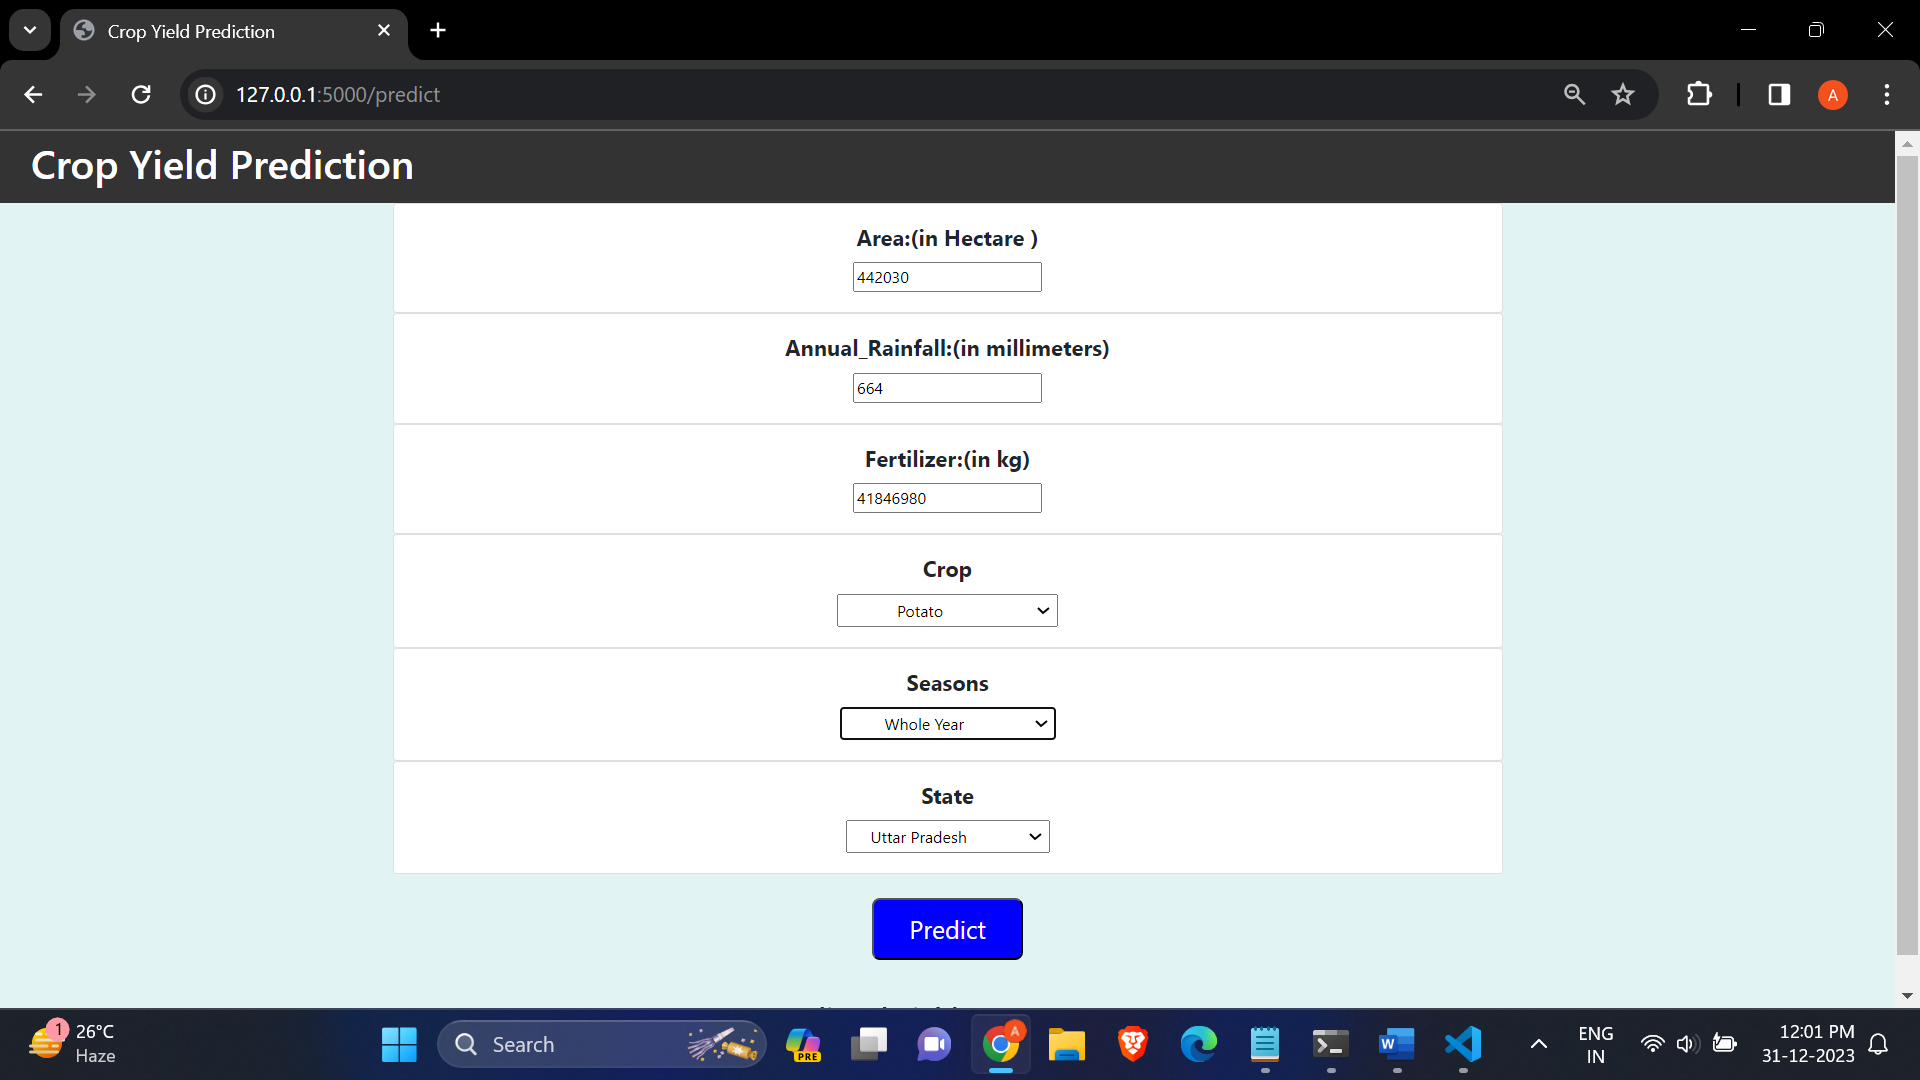 Crop Yield Prediction
127.0.0.1:5000/predict
A
Crop Yield Prediction
Area:(in Hectare )
442030
Annual_Rainfall:(in millimeters)
664
Fertilizer:(in kg)
41846980
Crop
Potato
Seasons
Whole Year
State
Uttar Pradesh
Predict
1
26°C
Haze
Search
PRE
A
W
ENG
IN
12:01 PM
31-12-2023